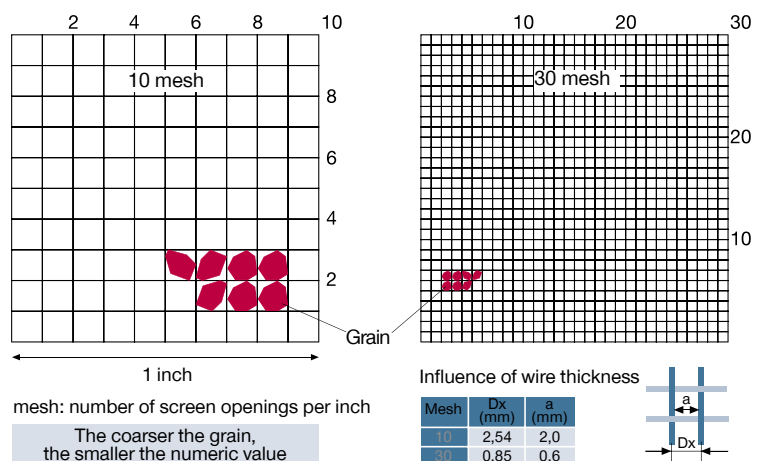 2 4 6 8 10
10 mesh
8
6
4
2
10 20 30
30 mesh
20
10
Grain
1 inch
mesh: number of screen openings per inch
The coarser the grain,
the smaller the numeric value
Influence of wire thickness
Mesh Dx (mm) a (mm)
10 2,54 2,0
30 0,85 0,6
a
Dx